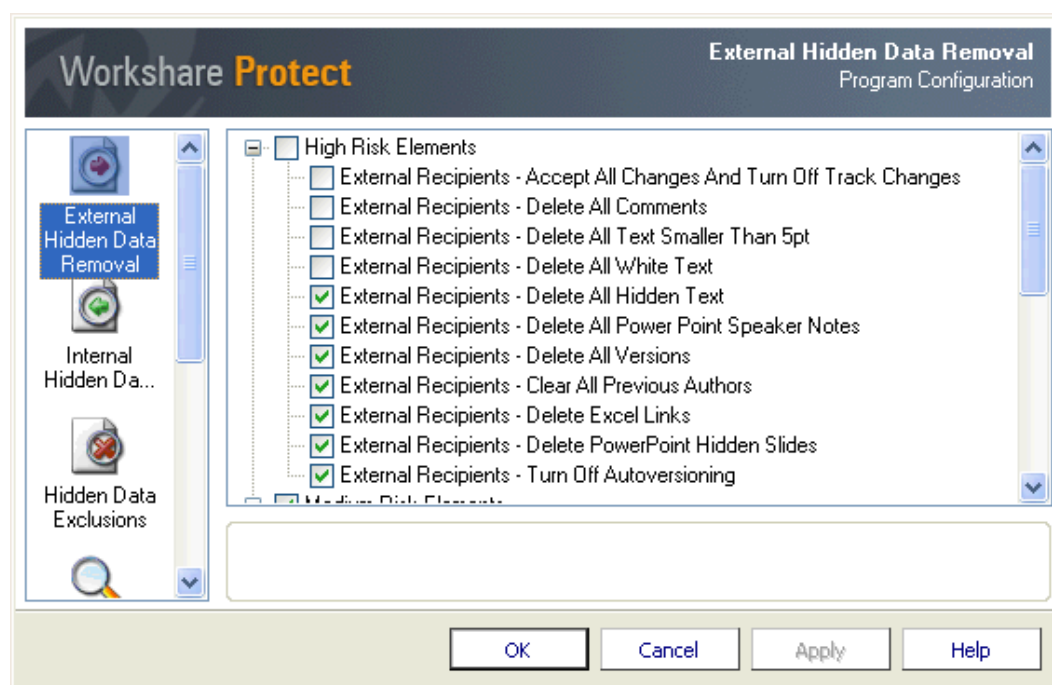 Workshare Protect
External Hidden Data Removal
Program Configuration
External
Hidden Data
Removal
Internal
Hidden Da...
Hidden Data
Exclusions
High Risk Elements
External Recipients - Accept All Changes And Turn Off Track Changes
External Recipients - Delete All Comments
External Recipients - Delete All Text Smaller Than 5pt
External Recipients - Delete All White Text
External Recipients - Delete All Hidden Text
External Recipients - Delete All Power Point Speaker Notes
External Recipients - Delete All Versions
External Recipients - Clear All Previous Authors
External Recipients - Delete Excel Links
External Recipients - Delete PowerPoint Hidden Slides
External Recipients - Turn Off Autoversioning
Medium Risk Elements
OK
Cancel
Apply
Help